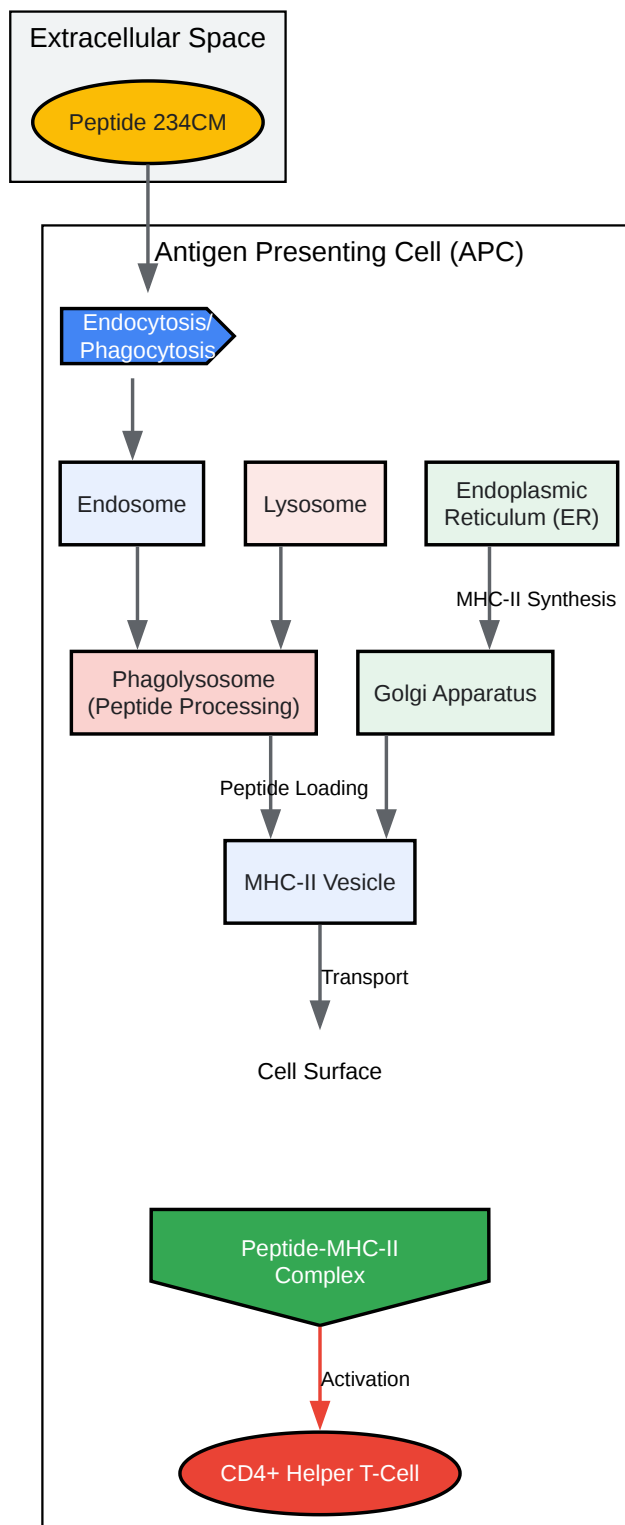 Extracellular Space
Peptide 234CM
Antigen Presenting Cell (APC)
Endocytosis/
Phagocytosis
Endosome
Lysosome
Endoplasmic
Reticulum (ER)
MHC-II Synthesis
Phagolysosome
(Peptide Processing)
Golgi Apparatus
Peptide Loading
MHC-II Vesicle
Transport
Cell Surface
Peptide-MHC-II
Complex
Activation
CD4+ Helper T-Cell